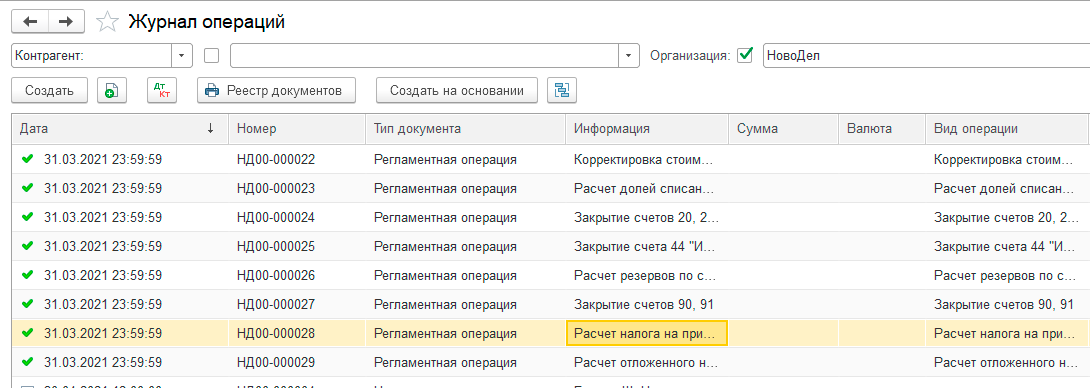 Журнал операций
Контрагент: Организация: НовоДел
Создать Дт Кт Реестр документов Создать на основании
Дата ↓ Номер Тип документа Информация Сумма Валюта Вид операции
31.03.2021 23:59:59 НД00-000022 Регламентная операция Корректировка стоим... Корректировка стоим...
31.03.2021 23:59:59 НД00-000023 Регламентная операция Расчет долей списан... Расчет долей списан...
31.03.2021 23:59:59 НД00-000024 Регламентная операция Закрытие счетов 20, 2... Закрытие счетов 20, 2...
31.03.2021 23:59:59 НД00-000025 Регламентная операция Закрытие счета 44 "И... Закрытие счета 44 "И...
31.03.2021 23:59:59 НД00-000026 Регламентная операция Расчет резервов по с... Расчет резервов по с...
31.03.2021 23:59:59 НД00-000027 Регламентная операция Закрытие счетов 90, 91 Закрытие счетов 90, 91
31.03.2021 23:59:59 НД00-000028 Регламентная операция Расчет налога на при... Расчет налога на при...
31.03.2021 23:59:59 НД00-000029 Регламентная операция Расчет отложенного н... Расчет отложенного н...